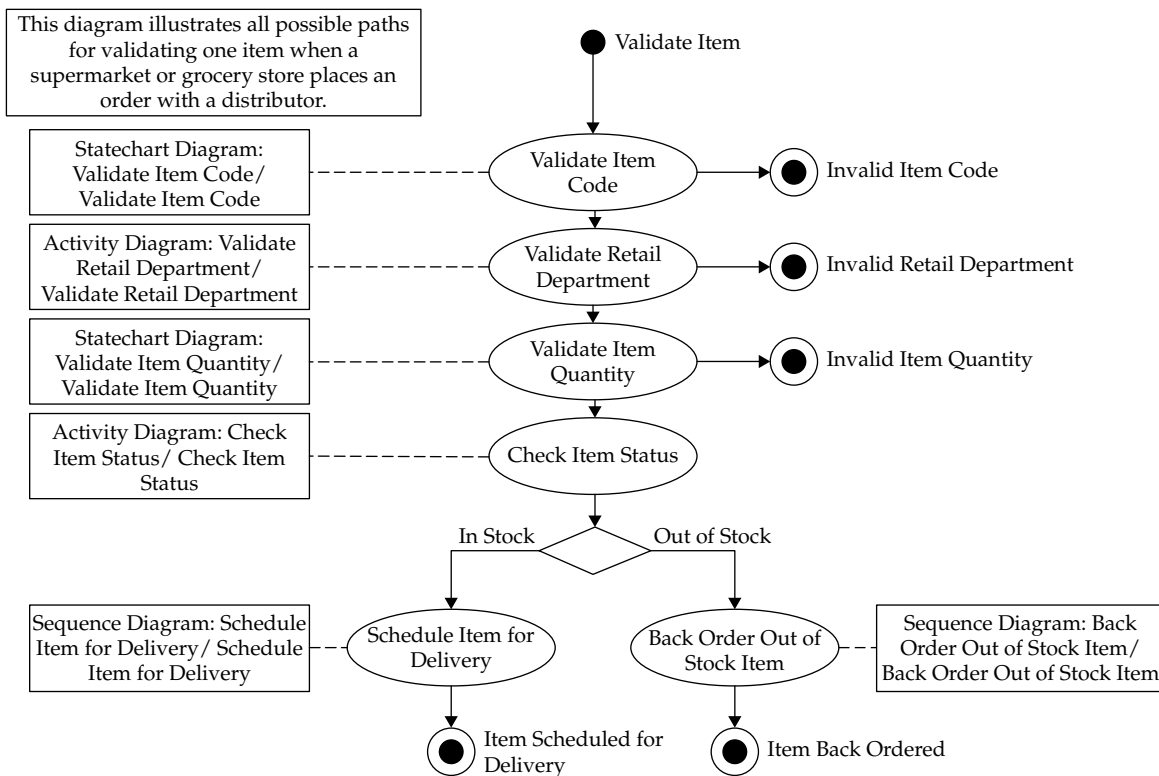 This diagram illustrates all possible paths
for validating one item when a
supermarket or grocery store places an
order with a distributor.
Validate Item
Statechart Diagram:
Validate Item Code/
Validate Item Code
Validate Item
Code
Invalid Item Code
Activity Diagram: Validate
Retail Department/
Validate Retail Department
Validate Retail
Department
Invalid Retail Department
Statechart Diagram:
Validate Item Quantity/
Validate Item Quantity
Validate Item
Quantity
Invalid Item Quantity
Activity Diagram: Check
Item Status/ Check Item
Status
Check Item Status
In Stock
Out of Stock
Sequence Diagram: Schedule
Item for Delivery/ Schedule
Item for Delivery
Schedule Item for
Delivery
Back Order Out of
Stock Item
Sequence Diagram: Back
Order Out of Stock Item/
Back Order Out of Stock Item
Item Scheduled for
Delivery
Item Back Ordered